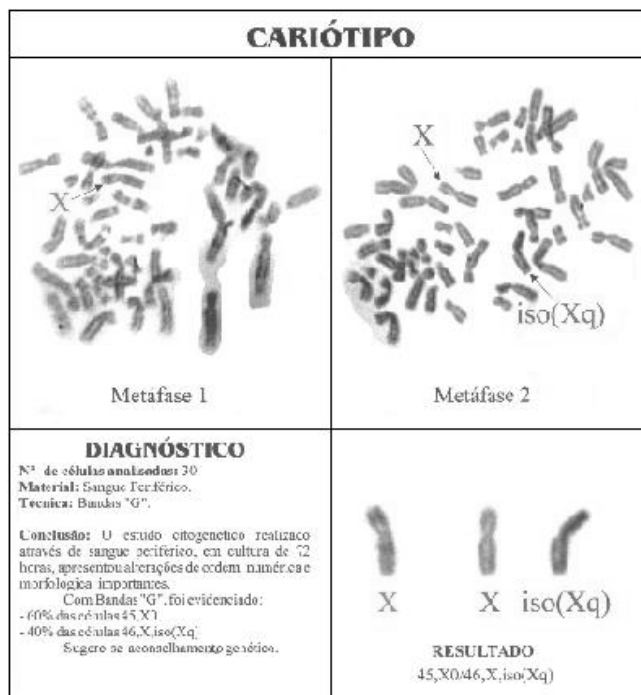 CARIÓTIPO
X
Metáfase 1
X
iso(Xq)
Metáfase 2
DIAGNÓSTICO
Nº de células analisadas: 30
Material: Sangue Periférico.
Técnica: Bandas "G".
Conclusão: O estudo citogenético realizado
através de sangue periférico, em cultura de 72
horas, apresentou alterações de ordem numérica e
morfológica importantes.
Com Bandas "G", foi evidenciado:
- 60% das células 45,X0
- 40% das células 46,X,iso(Xq)
Sugere-se aconselhamento genético.
X X iso(Xq)
RESULTADO
45,X0/46,X,iso(Xq)